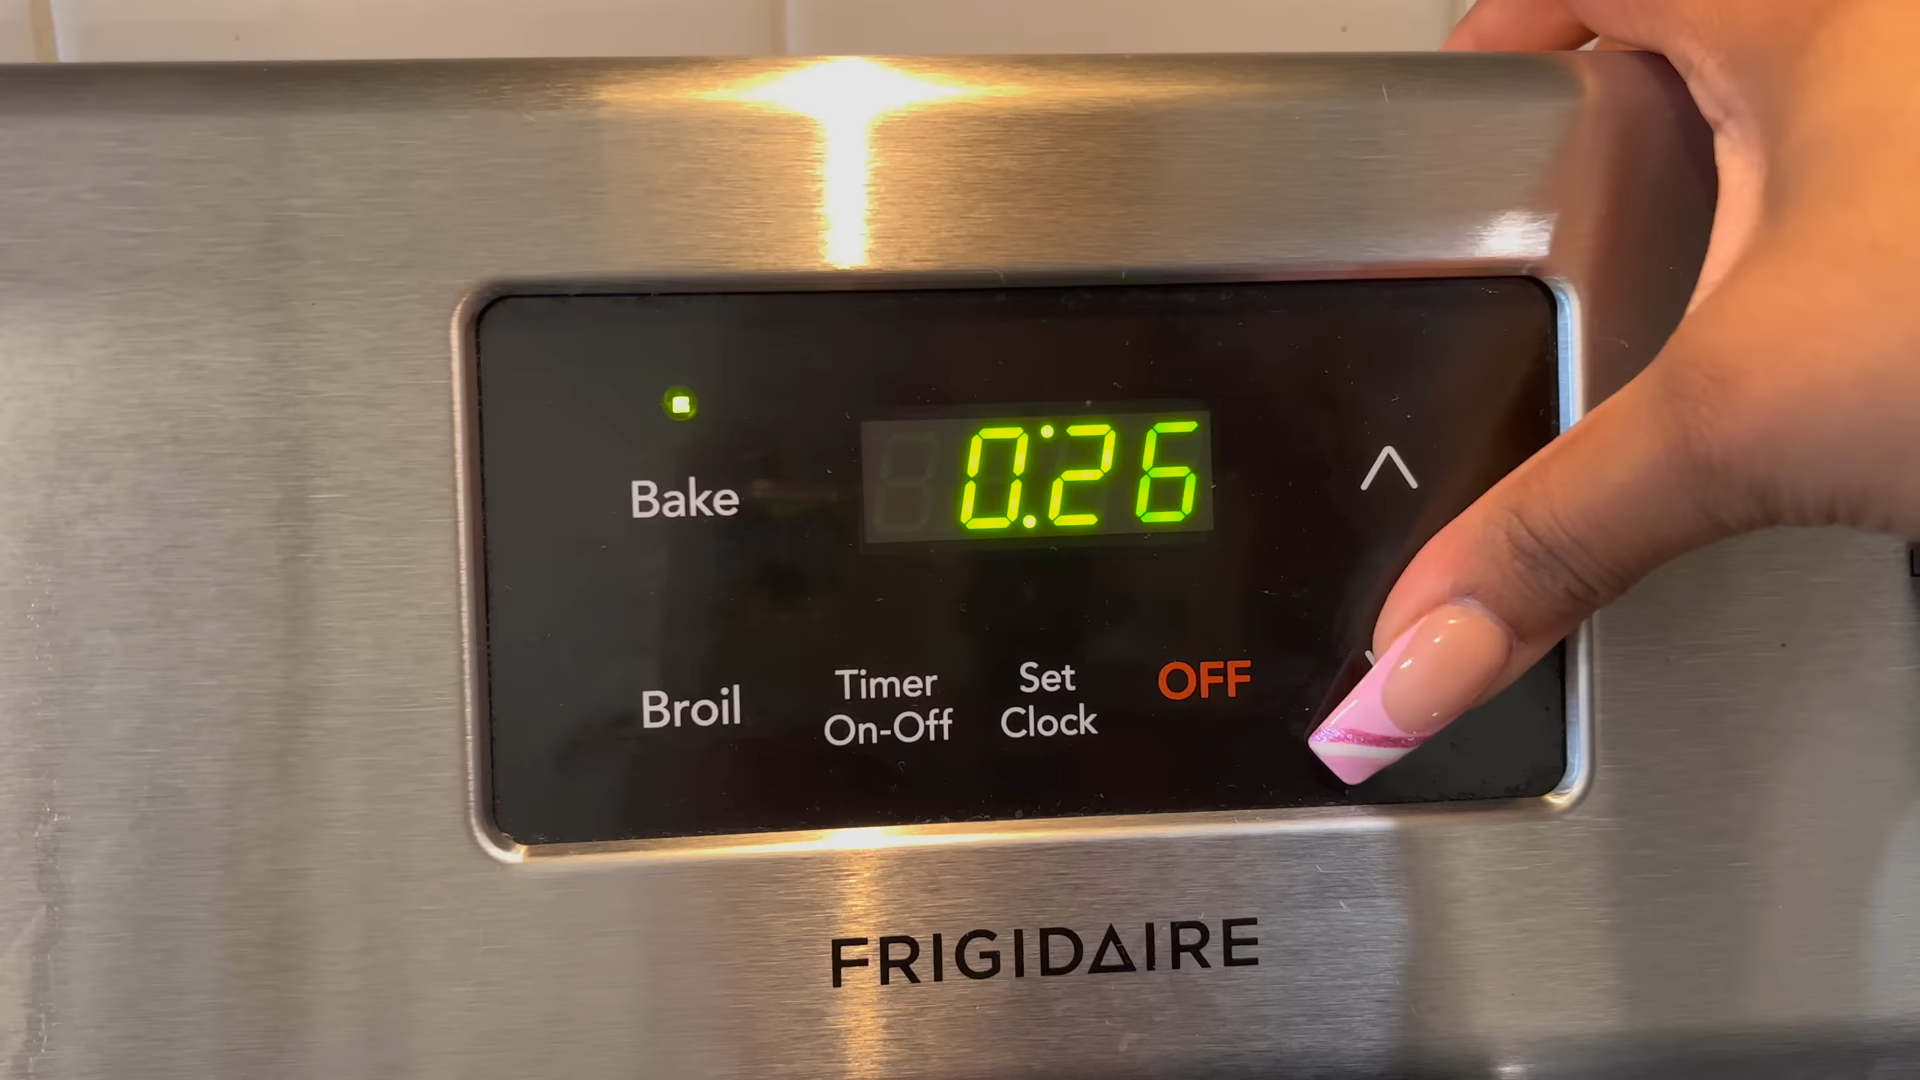 0:26
Bake
Broil
Timer
On-Off
Set
Clock
OFF
FRIGIDAIRE